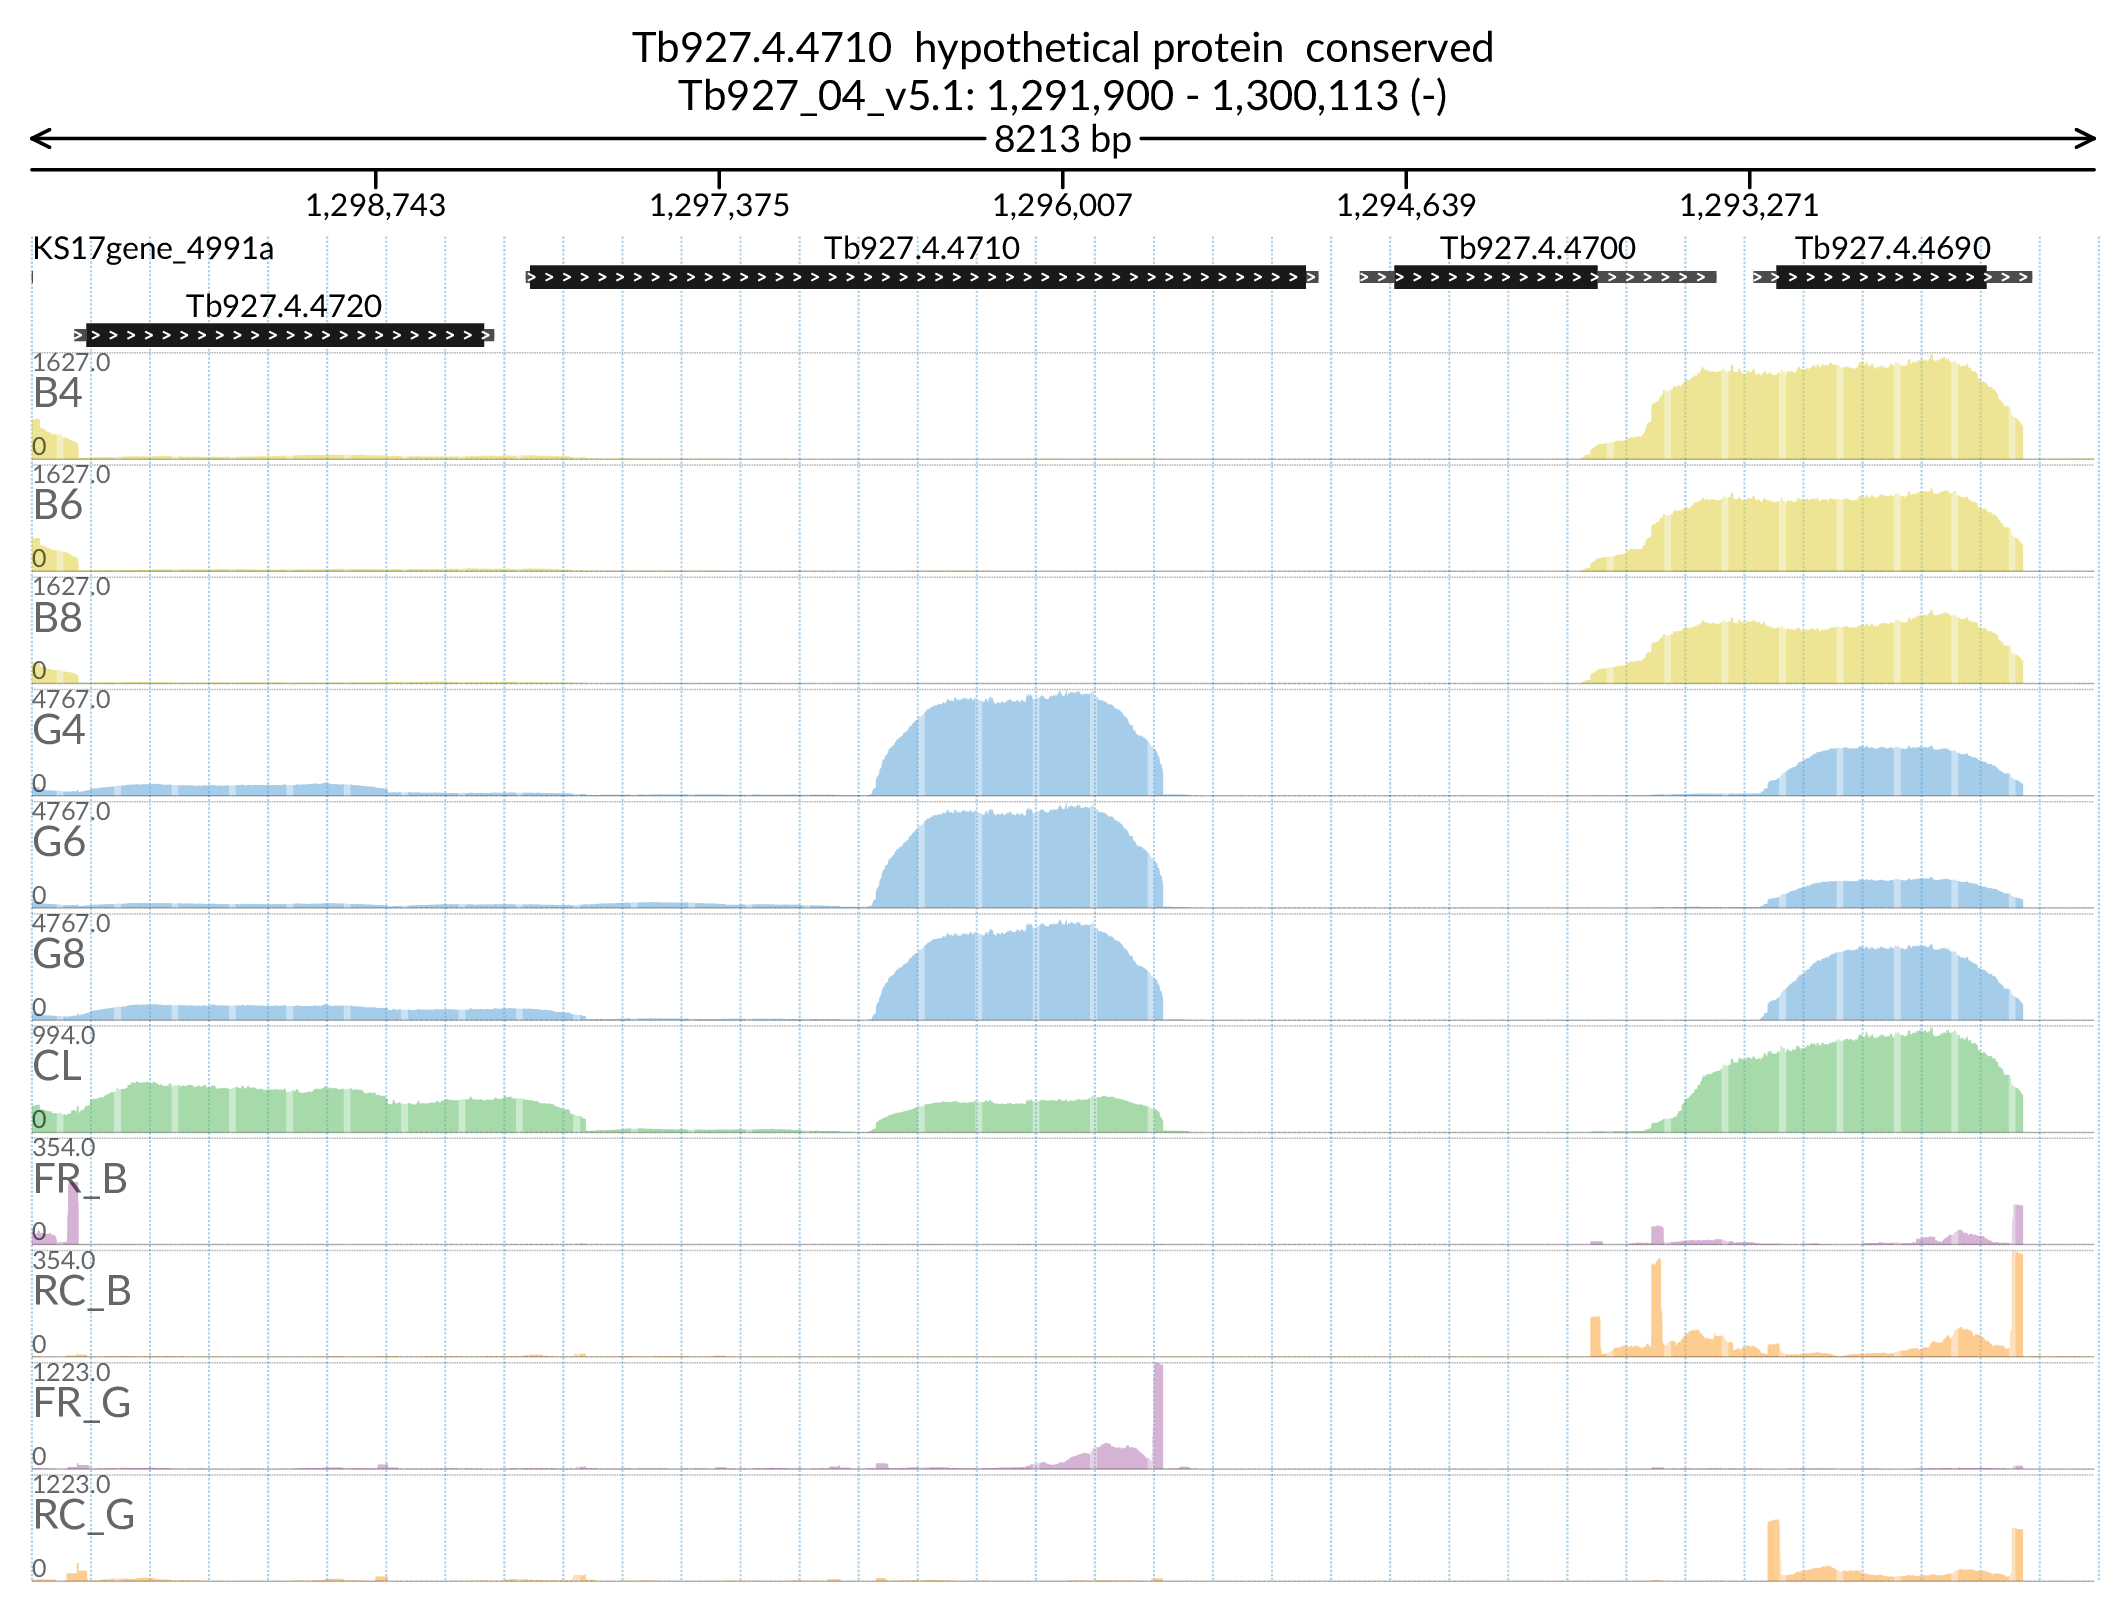 Tb927.4.4710  hypothetical protein  conserved
Tb927_04_v5.1: 1,291,900 - 1,300,113 (-)
8213 bp
1,298,743 1,297,375 1,296,007 1,294,639 1,293,271
KS17gene_4991a Tb927.4.4710 Tb927.4.4700 Tb927.4.4690
Tb927.4.4720
1627.0
B4
0
1627.0
B6
0
1627.0
B8
0
4767.0
G4
0
4767.0
G6
0
4767.0
G8
0
994.0
CL
0
354.0
FR_B
0
354.0
RC_B
0
1223.0
FR_G
0
1223.0
RC_G
0